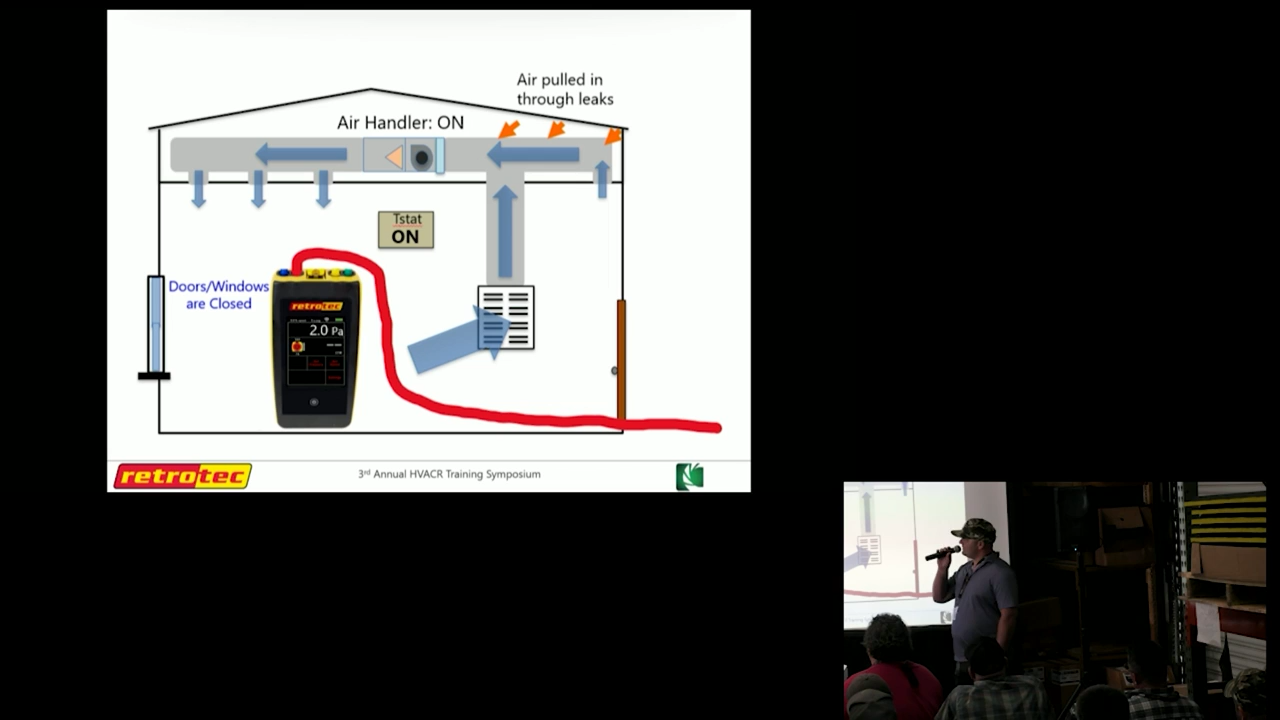 Air pulled in
through leaks
Air Handler: ON
Tstat
ON
Doors/Windows
are Closed
retrotec
2.0 Pa
retrotec
3rd Annual HVACR Training Symposium